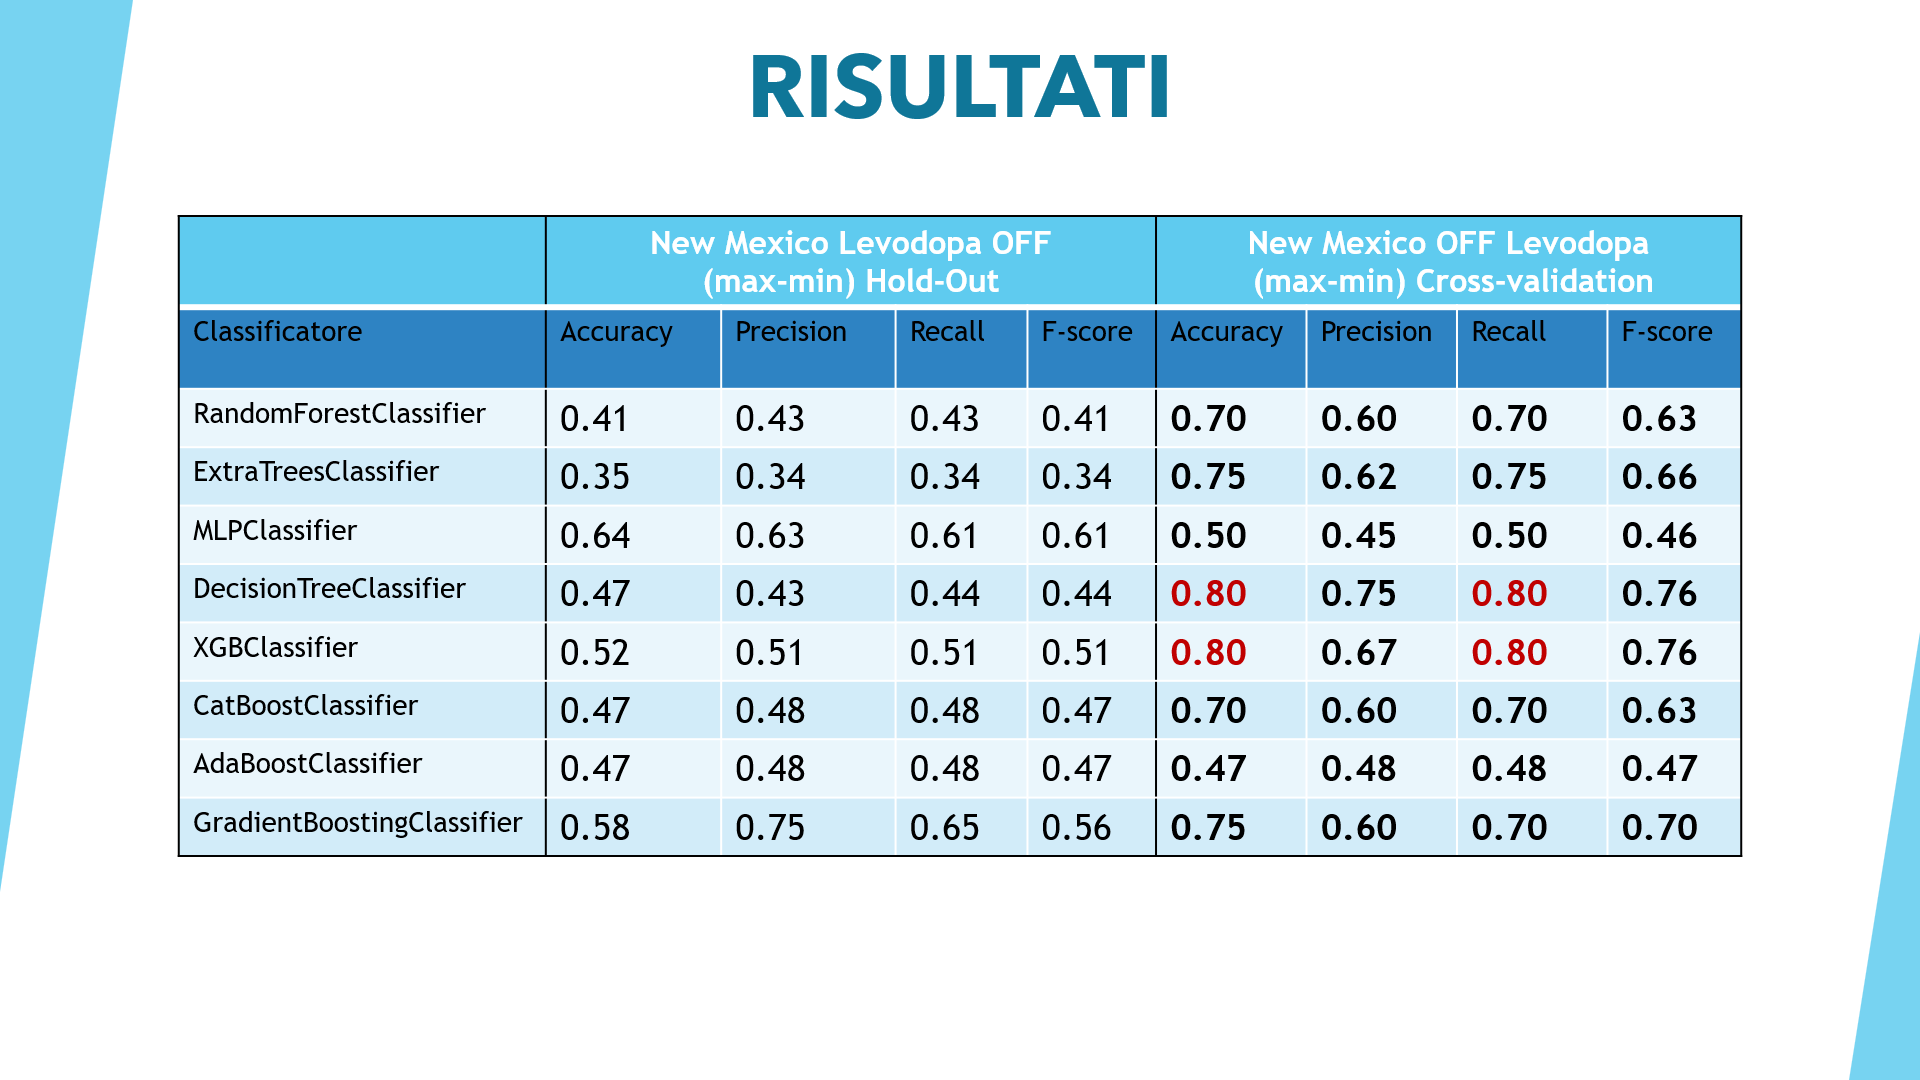 RISULTATI
New Mexico Levodopa OFF
(max-min) Hold-Out
New Mexico OFF Levodopa
(max-min) Cross-validation
Classificatore Accuracy Precision Recall F-score Accuracy Precision Recall F-score
RandomForestClassifier 0.41 0.43 0.43 0.41 0.70 0.60 0.70 0.63
ExtraTreesClassifier 0.35 0.34 0.34 0.34 0.75 0.62 0.75 0.66
MLPClassifier 0.64 0.63 0.61 0.61 0.50 0.45 0.50 0.46
DecisionTreeClassifier 0.47 0.43 0.44 0.44 0.80 0.75 0.80 0.76
XGBClassifier 0.52 0.51 0.51 0.51 0.80 0.67 0.80 0.76
CatBoostClassifier 0.47 0.48 0.48 0.47 0.70 0.60 0.70 0.63
AdaBoostClassifier 0.47 0.48 0.48 0.47 0.47 0.48 0.48 0.47
GradientBoostingClassifier 0.58 0.75 0.65 0.56 0.75 0.60 0.70 0.70